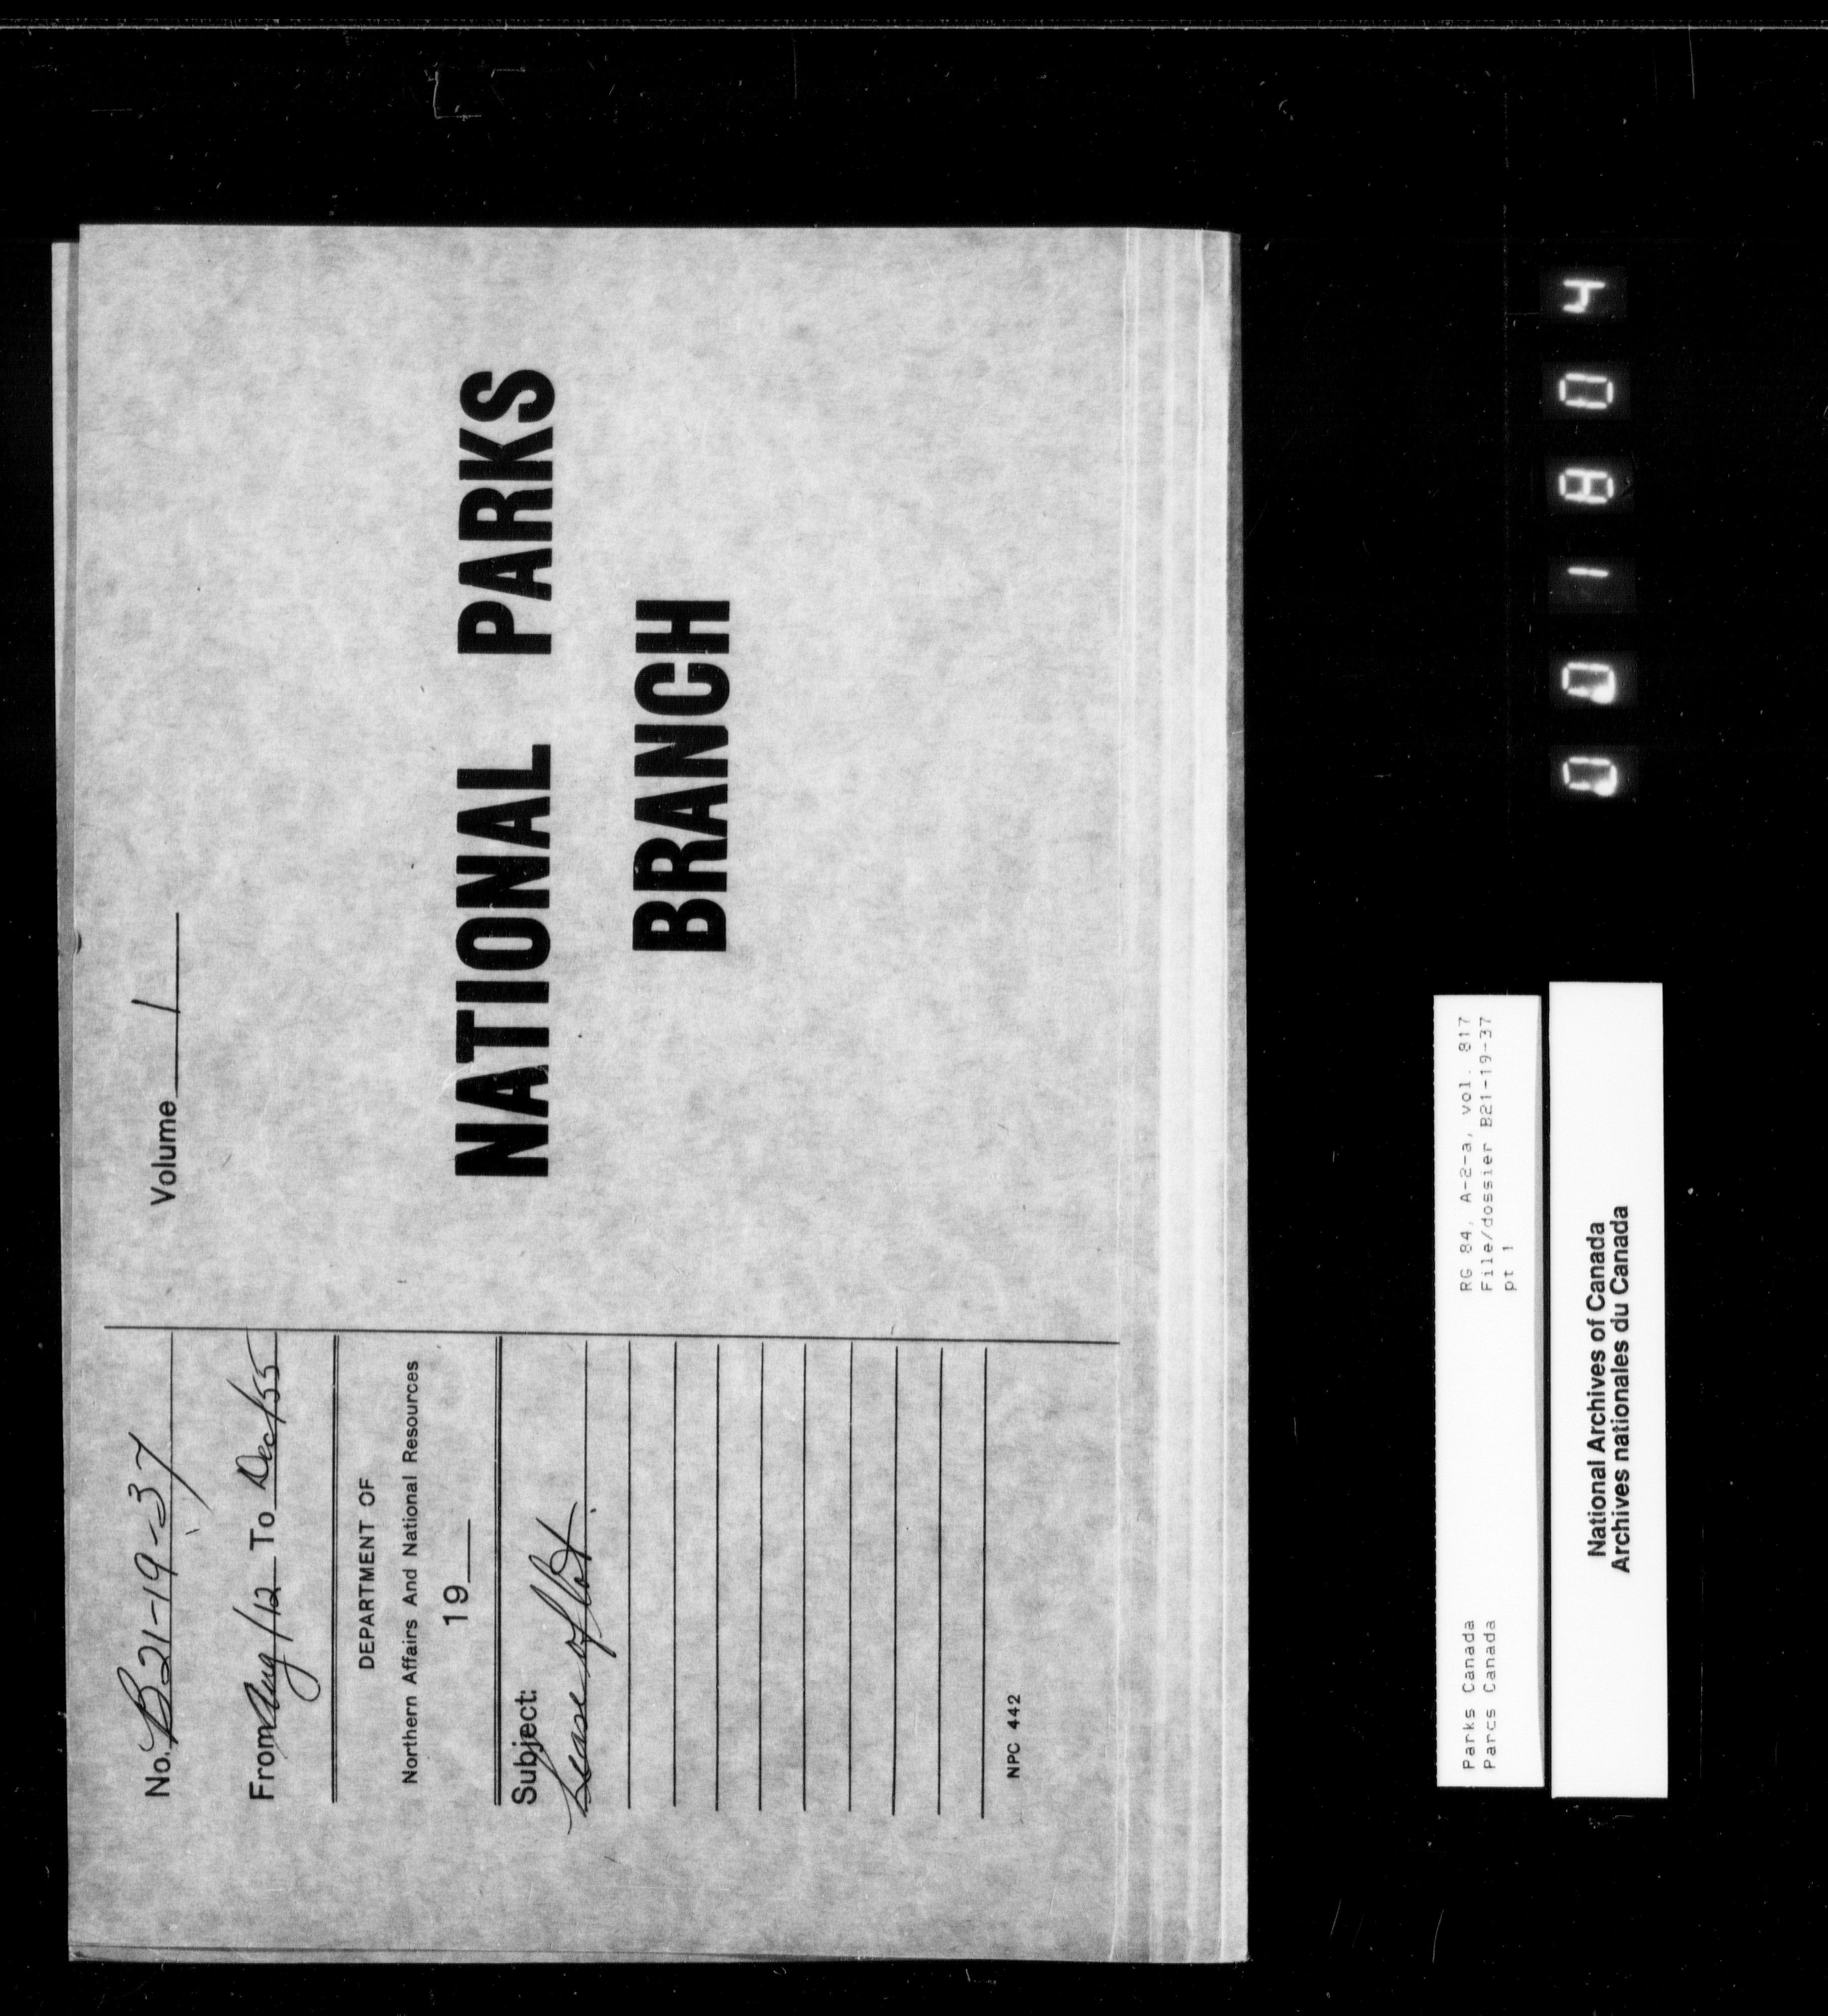 No. B21-19-37
Volume 1
From Aug/12 To Dec/55
DEPARTMENT OF
Northern Affairs And National Resources
19
Subject:
Lease of lot.
NPC 442
NATIONAL PARKS
BRANCH
Parks Canada
Parcs Canada
RG 84, A-2-a, vol. 817
File/dossier B21-19-37
pt 1
National Archives of Canada
Archives nationales du Canada
001804